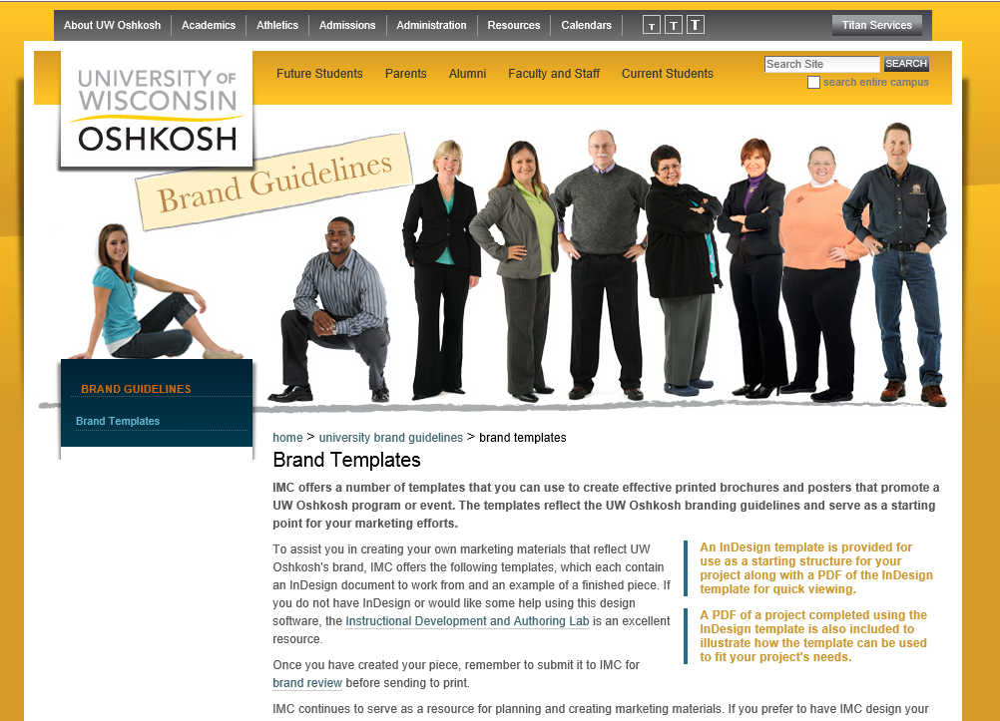 About UW Oshkosh
Academics
Athletics
Admissions
Administration
Resources
Calendars
T T T
Titan Services
UNIVERSITY OF
WISCONSIN
OSHKOSH
Future Students
Parents
Alumni
Faculty and Staff
Current Students
Search Site
SEARCH
search entire campus
Brand Guidelines
BRAND GUIDELINES
Brand Templates
home > university brand guidelines > brand templates
Brand Templates
IMC offers a number of templates that you can use to create effective printed brochures and posters that promote a
UW Oshkosh program or event. The templates reflect the UW Oshkosh branding guidelines and serve as a starting
point for your marketing efforts.
To assist you in creating your own marketing materials that reflect UW
Oshkosh's brand, IMC offers the following templates, which each contain
an InDesign document to work from and an example of a finished piece. If
you do not have InDesign or would like some help using this design
software, the Instructional Development and Authoring Lab is an excellent
resource.
An InDesign template is provided for
use as a starting structure for your
project along with a PDF of the InDesign
template for quick viewing.
A PDF of a project completed using the
InDesign template is also included to
illustrate how the template can be used
to fit your project's needs.
Once you have created your piece, remember to submit it to IMC for
brand review before sending to print.
IMC continues to serve as a resource for planning and creating marketing materials. If you prefer to have IMC design your